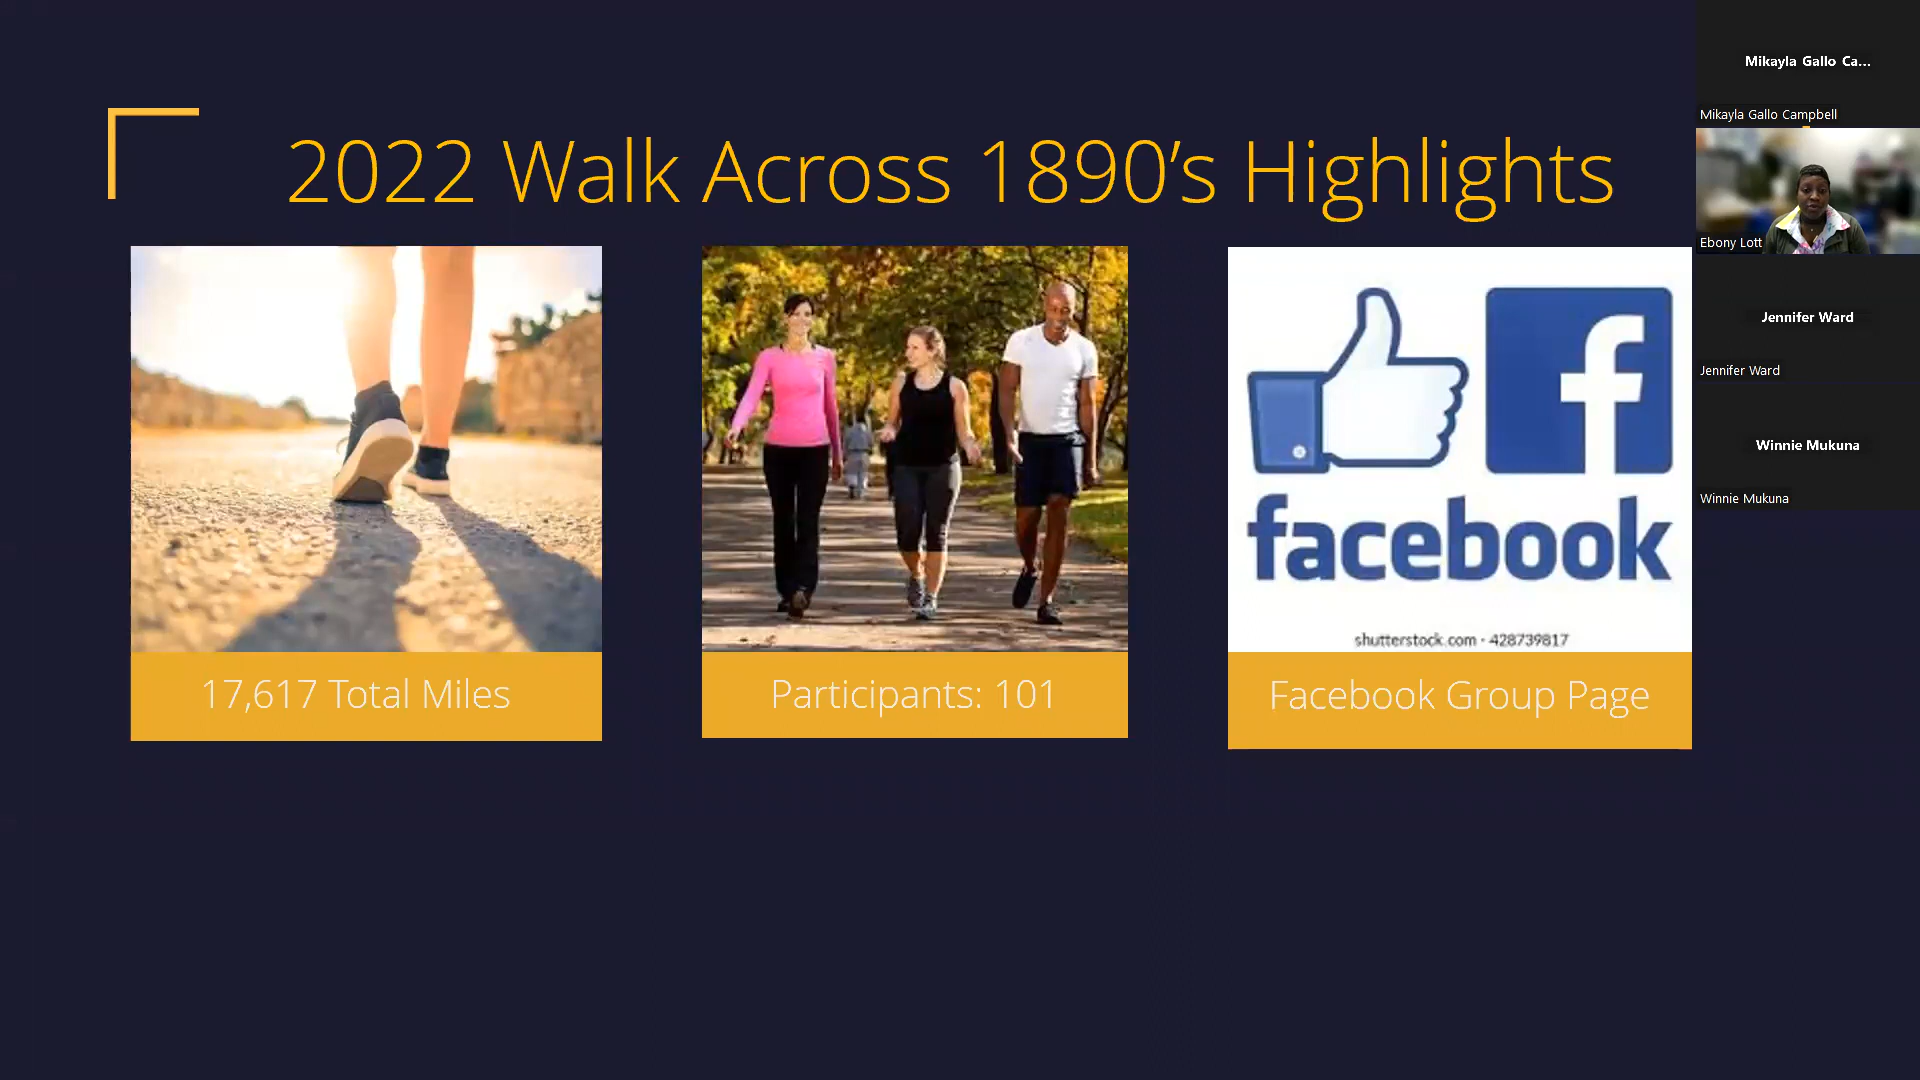 2022 Walk Across 1890’s Highlights
facebook
shutterstock.com · 428739817
17,617 Total Miles
Participants: 101
Facebook Group Page
Mikayla Gallo Ca...
Mikayla Gallo Campbell
Ebony Lott
Jennifer Ward
Jennifer Ward
Winnie Mukuna
Winnie Mukuna